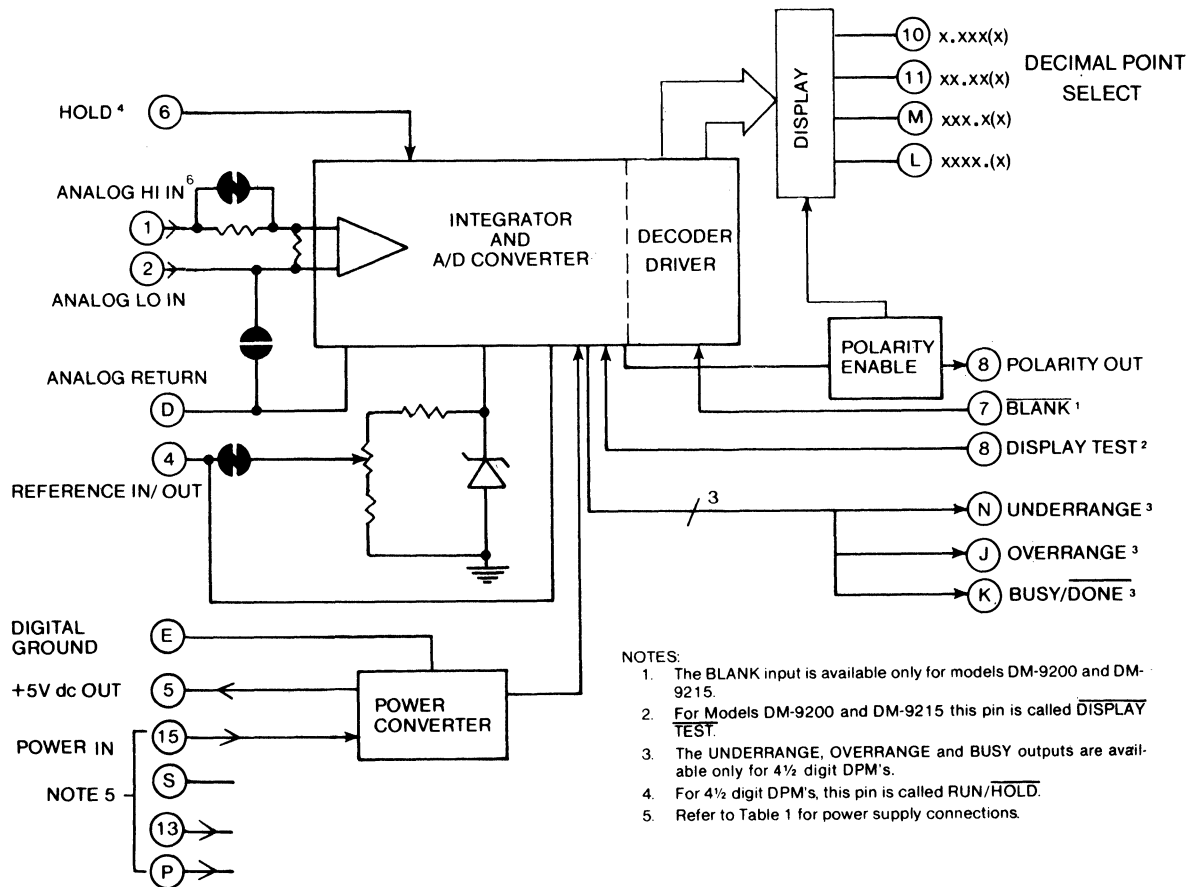 HOLD 4
6
ANALOG HI IN 6
1
2
ANALOG LO IN
ANALOG RETURN
D
4
REFERENCE IN/OUT
DIGITAL
GROUND
E
+5V dc OUT
5
POWER IN
15
NOTE 5
S
13
P
INTEGRATOR
AND
A/D CONVERTER
DECODER
DRIVER
DISPLAY
10 x.xxx(x)
11 xx.xx(x)
M xxx.x(x)
L xxxx.(x)
DECIMAL POINT
SELECT
POLARITY
ENABLE
8 POLARITY OUT
7 BLANK 1
8 DISPLAY TEST 2
3
N UNDERRANGE 3
J OVERRANGE 3
K BUSY/DONE 3
POWER
CONVERTER
NOTES:
1. The BLANK input is available only for models DM-9200 and DM-
9215.
2. For Models DM-9200 and DM-9215 this pin is called DISPLAY
TEST.
3. The UNDERRANGE, OVERRANGE and BUSY outputs are avail-
able only for 4½ digit DPM's.
4. For 4½ digit DPM's, this pin is called RUN/HOLD.
5. Refer to Table 1 for power supply connections.